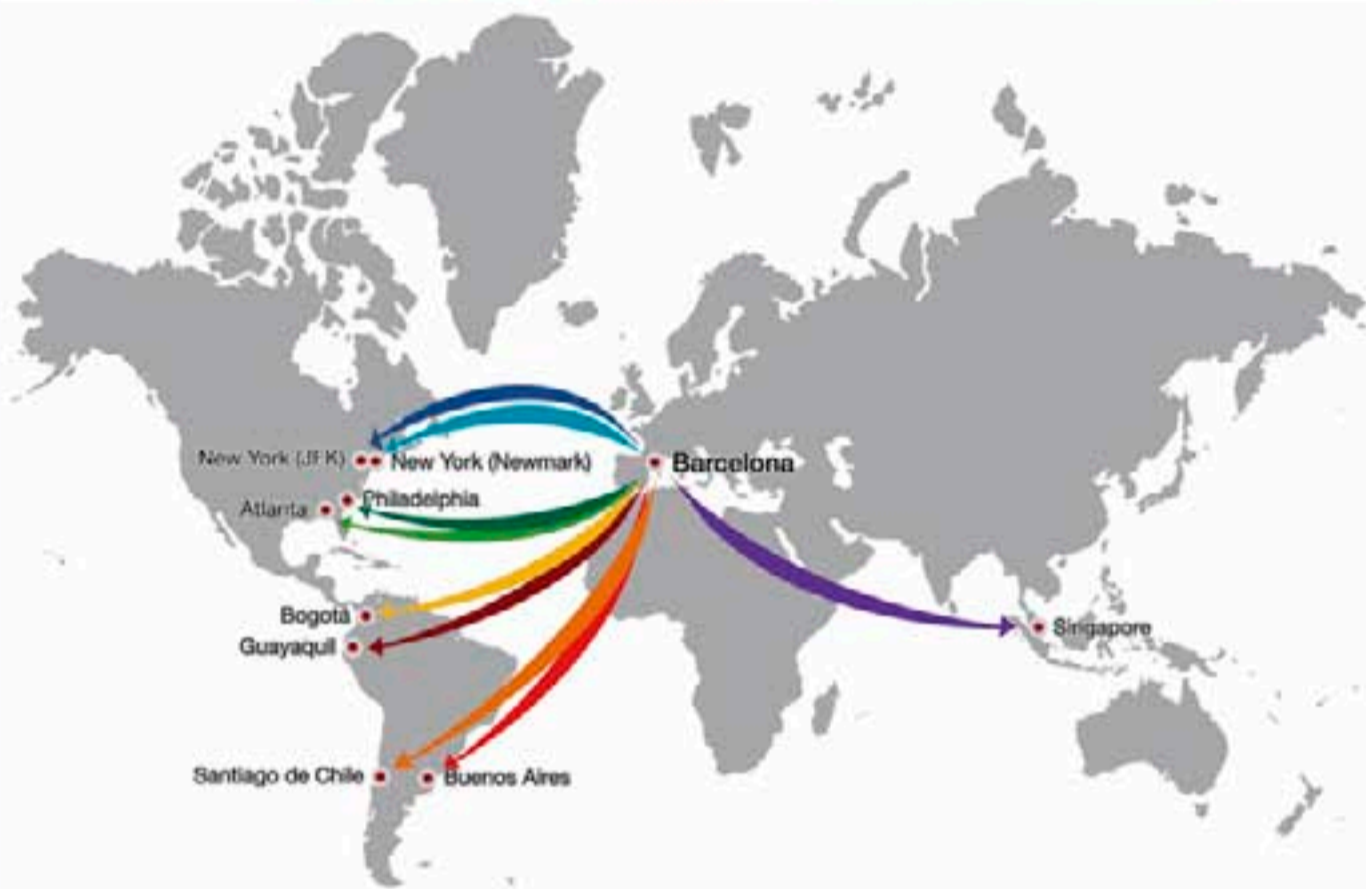 New York (JFK)
New York (Newmark)
Barcelona
Philadelphia
Atlanta
Bogotá
Guayaquil
Singapore
Santiago de Chile
Buenos Aires